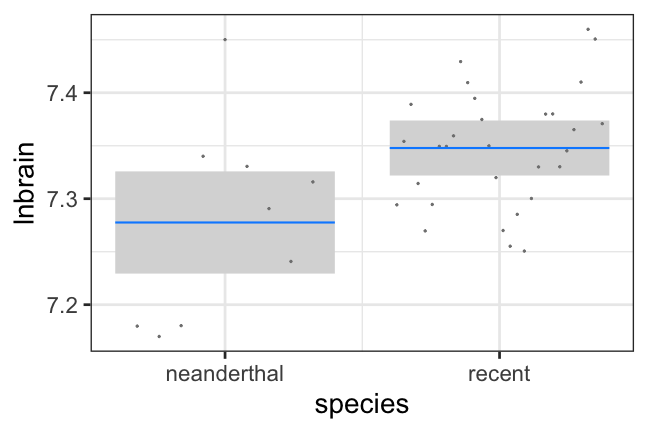 lnbrain
7.4
7.3
7.2
neanderthal
recent
species